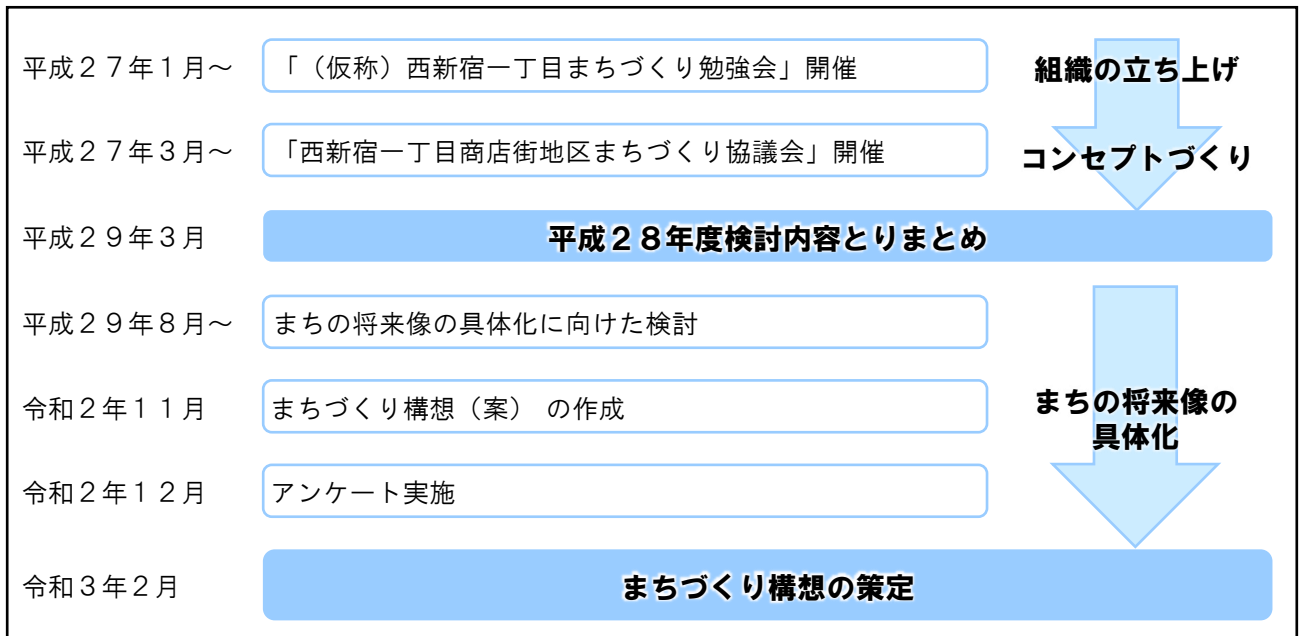 平成２７年１月～
「（仮称）西新宿一丁目まちづくり勉強会」開催
組織の立ち上げ
平成２７年３月～
「西新宿一丁目商店街地区まちづくり協議会」開催
コンセプトづくり
平成２９年３月
平成２８年度検討内容とりまとめ
平成２９年８月～
まちの将来像の具体化に向けた検討
令和２年１１月
まちづくり構想（案） の作成
まちの将来像の
具体化
令和２年１２月
アンケート実施
令和３年２月
まちづくり構想の策定